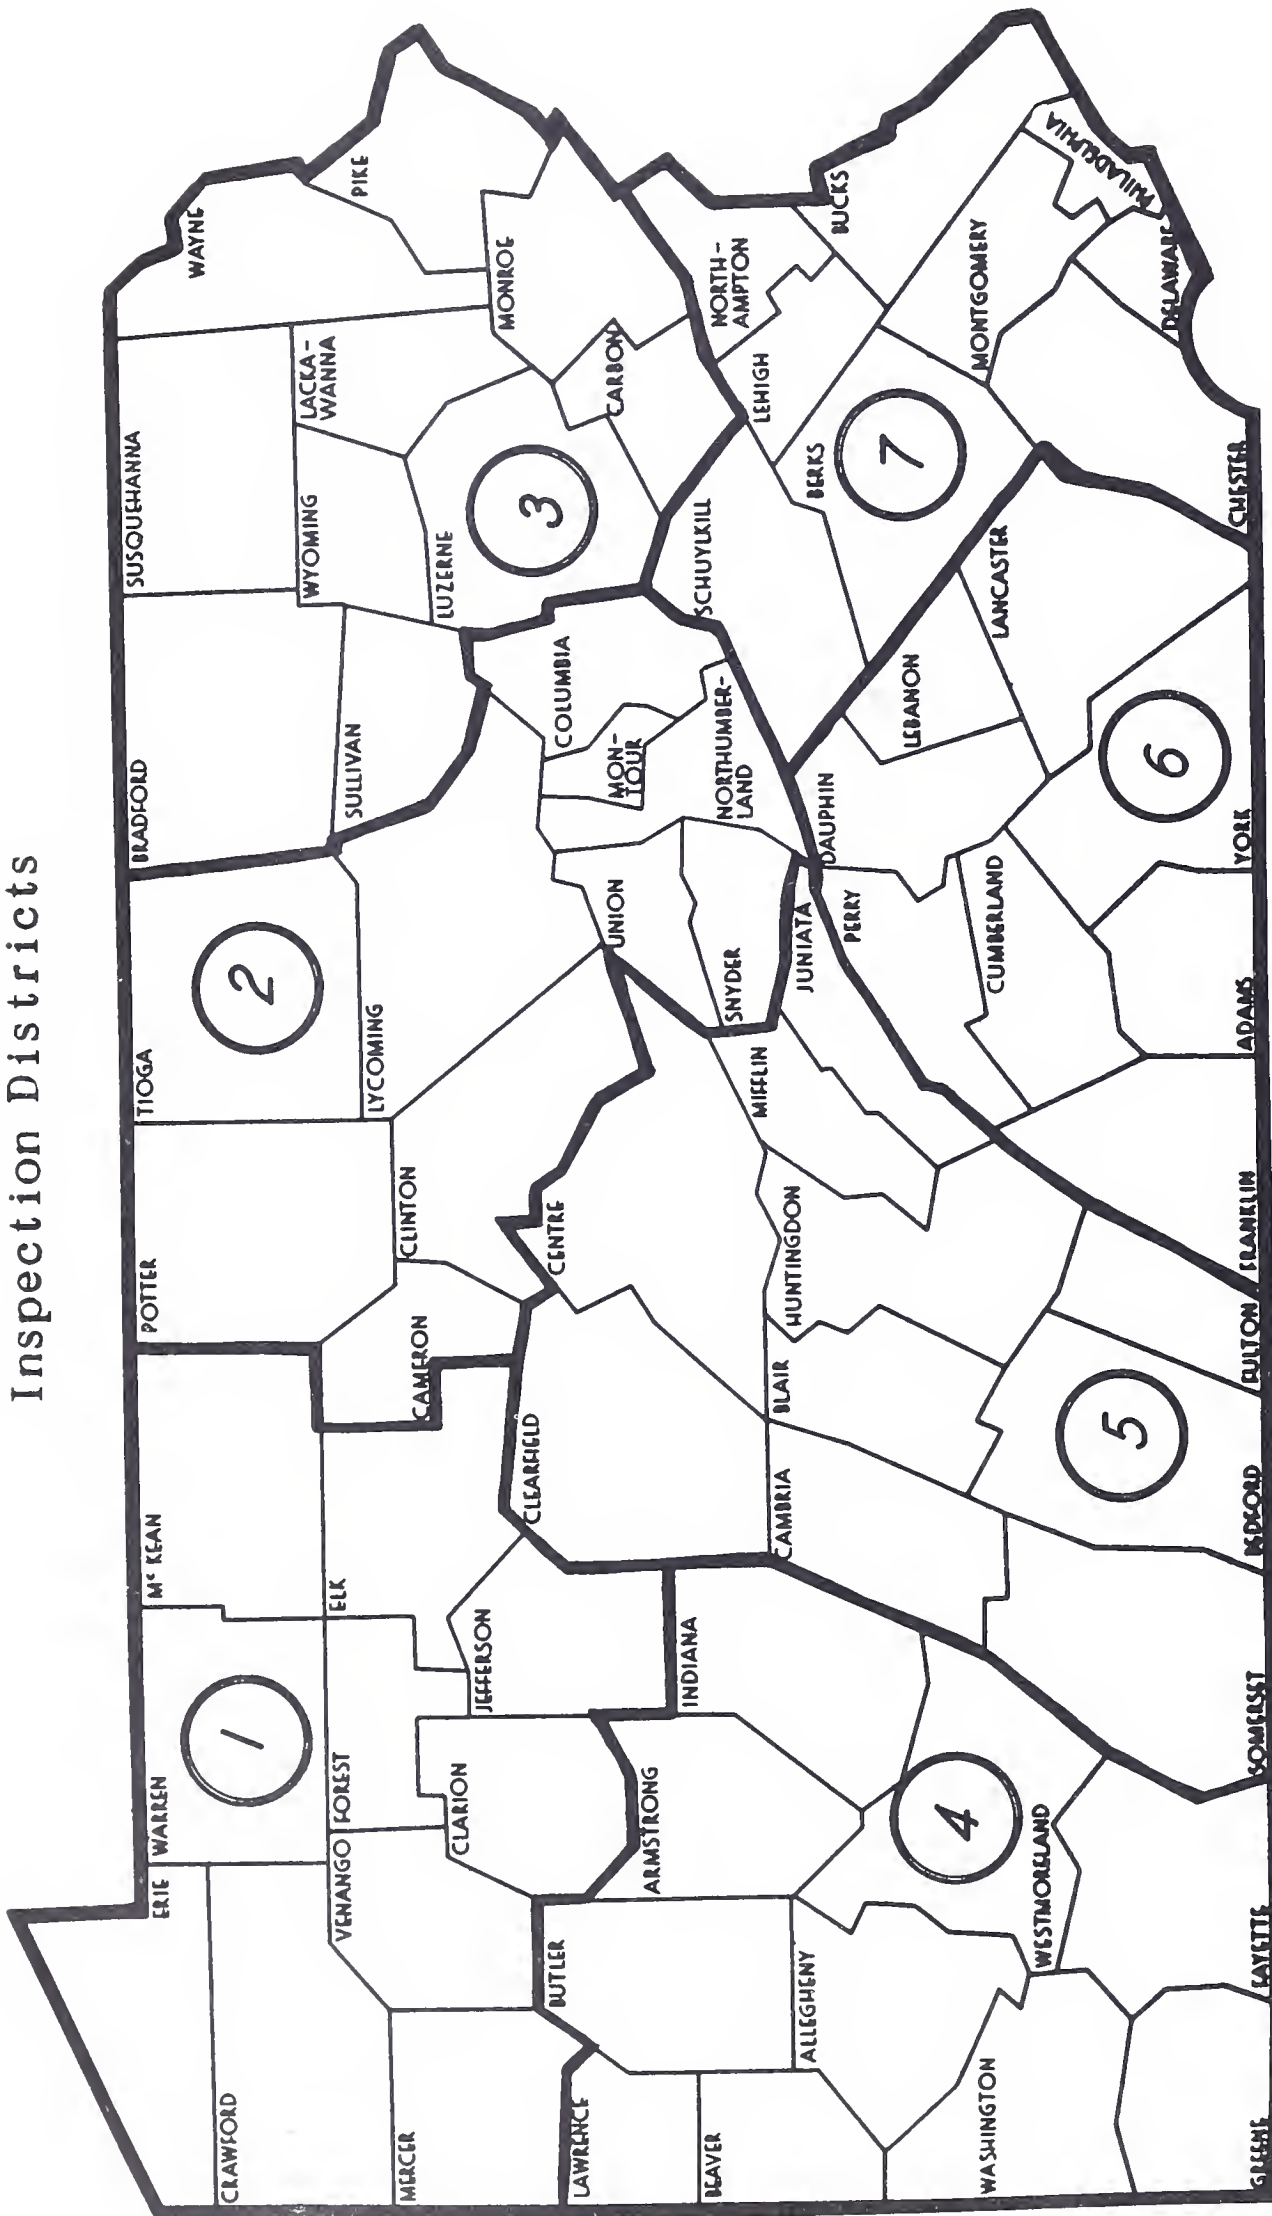 Inspection Districts
ERIE
WARREN
Mᶜ KEAN
POTTER
TIOGA
BRADFORD
SUSQUEHANNA
WAYNE
CRAWFORD
1
2
PIKE
VENANGO
FOREST
ELK
CAMERON
CLINTON
LYCOMING
SULLIVAN
WYOMING
LACKA-
WANNA
MERCER
CLARION
JEFFERSON
CLEARFIELD
CENTRE
UNION
COLUMBIA
MON-
TOUR
LUZERNE
3
MONROE
CARBON
LAWRENCE
BUTLER
ARMSTRONG
INDIANA
CAMBRIA
BLAIR
HUNTINGDON
MIFFLIN
SNYDER
JUNIATA
NORTHUMBER-
LAND
SCHUYLKILL
LEHIGH
NORTH-
AMPTON
BEAVER
ALLEGHENY
PERRY
DAUPHIN
LEBANON
BERKS
7
BUCKS
MONTGOMERY
PHILADELPHIA
4
WASHINGTON
WESTMORELAND
5
CUMBERLAND
6
LANCASTER
DELAWARE
GREENE
FAYETTE
SOMERSET
BEDFORD
FULTON
FRANKLIN
ADAMS
YORK
CHESTER